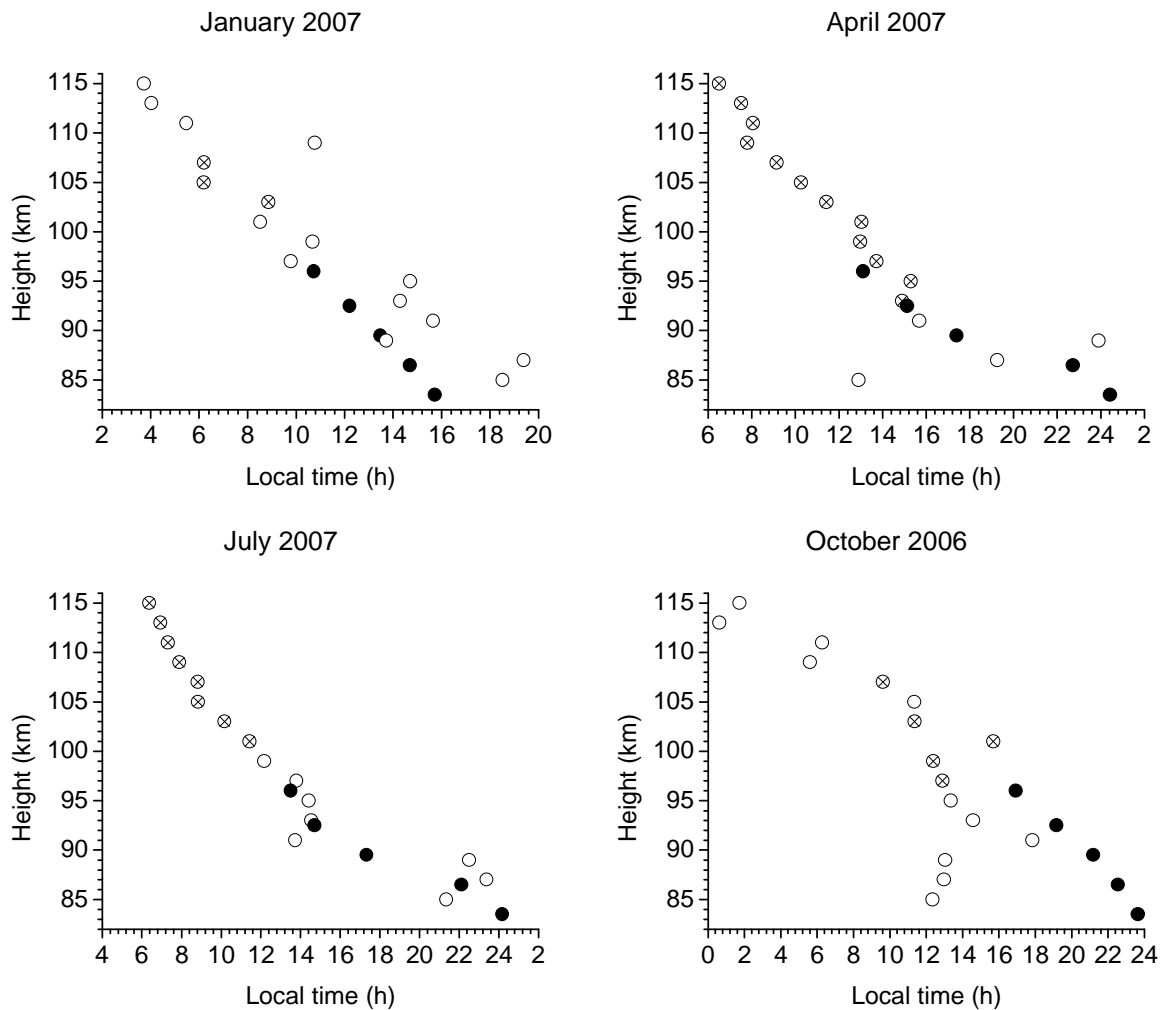 January 2007
115
110
105
100
95
90
85
Height (km)
2 4 6 8 10 12 14 16 18 20
Local time (h)
April 2007
115
110
105
100
95
90
85
Height (km)
6 8 10 12 14 16 18 20 22 24 2
Local time (h)
July 2007
115
110
105
100
95
90
85
Height (km)
4 6 8 10 12 14 16 18 20 22 24 2
Local time (h)
October 2006
115
110
105
100
95
90
85
Height (km)
0 2 4 6 8 10 12 14 16 18 20 22 24
Local time (h)